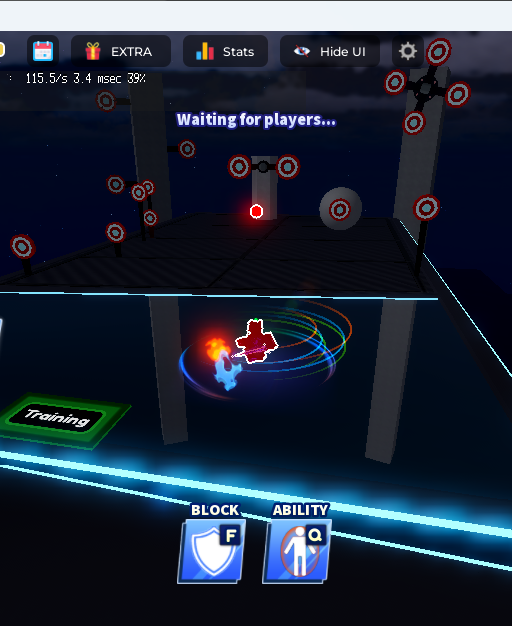 EXTRA
Stats
Hide UI
: 115.5/s 3.4 msec 39%
Waiting for players...
Training
BLOCK
ABILITY
F
Q